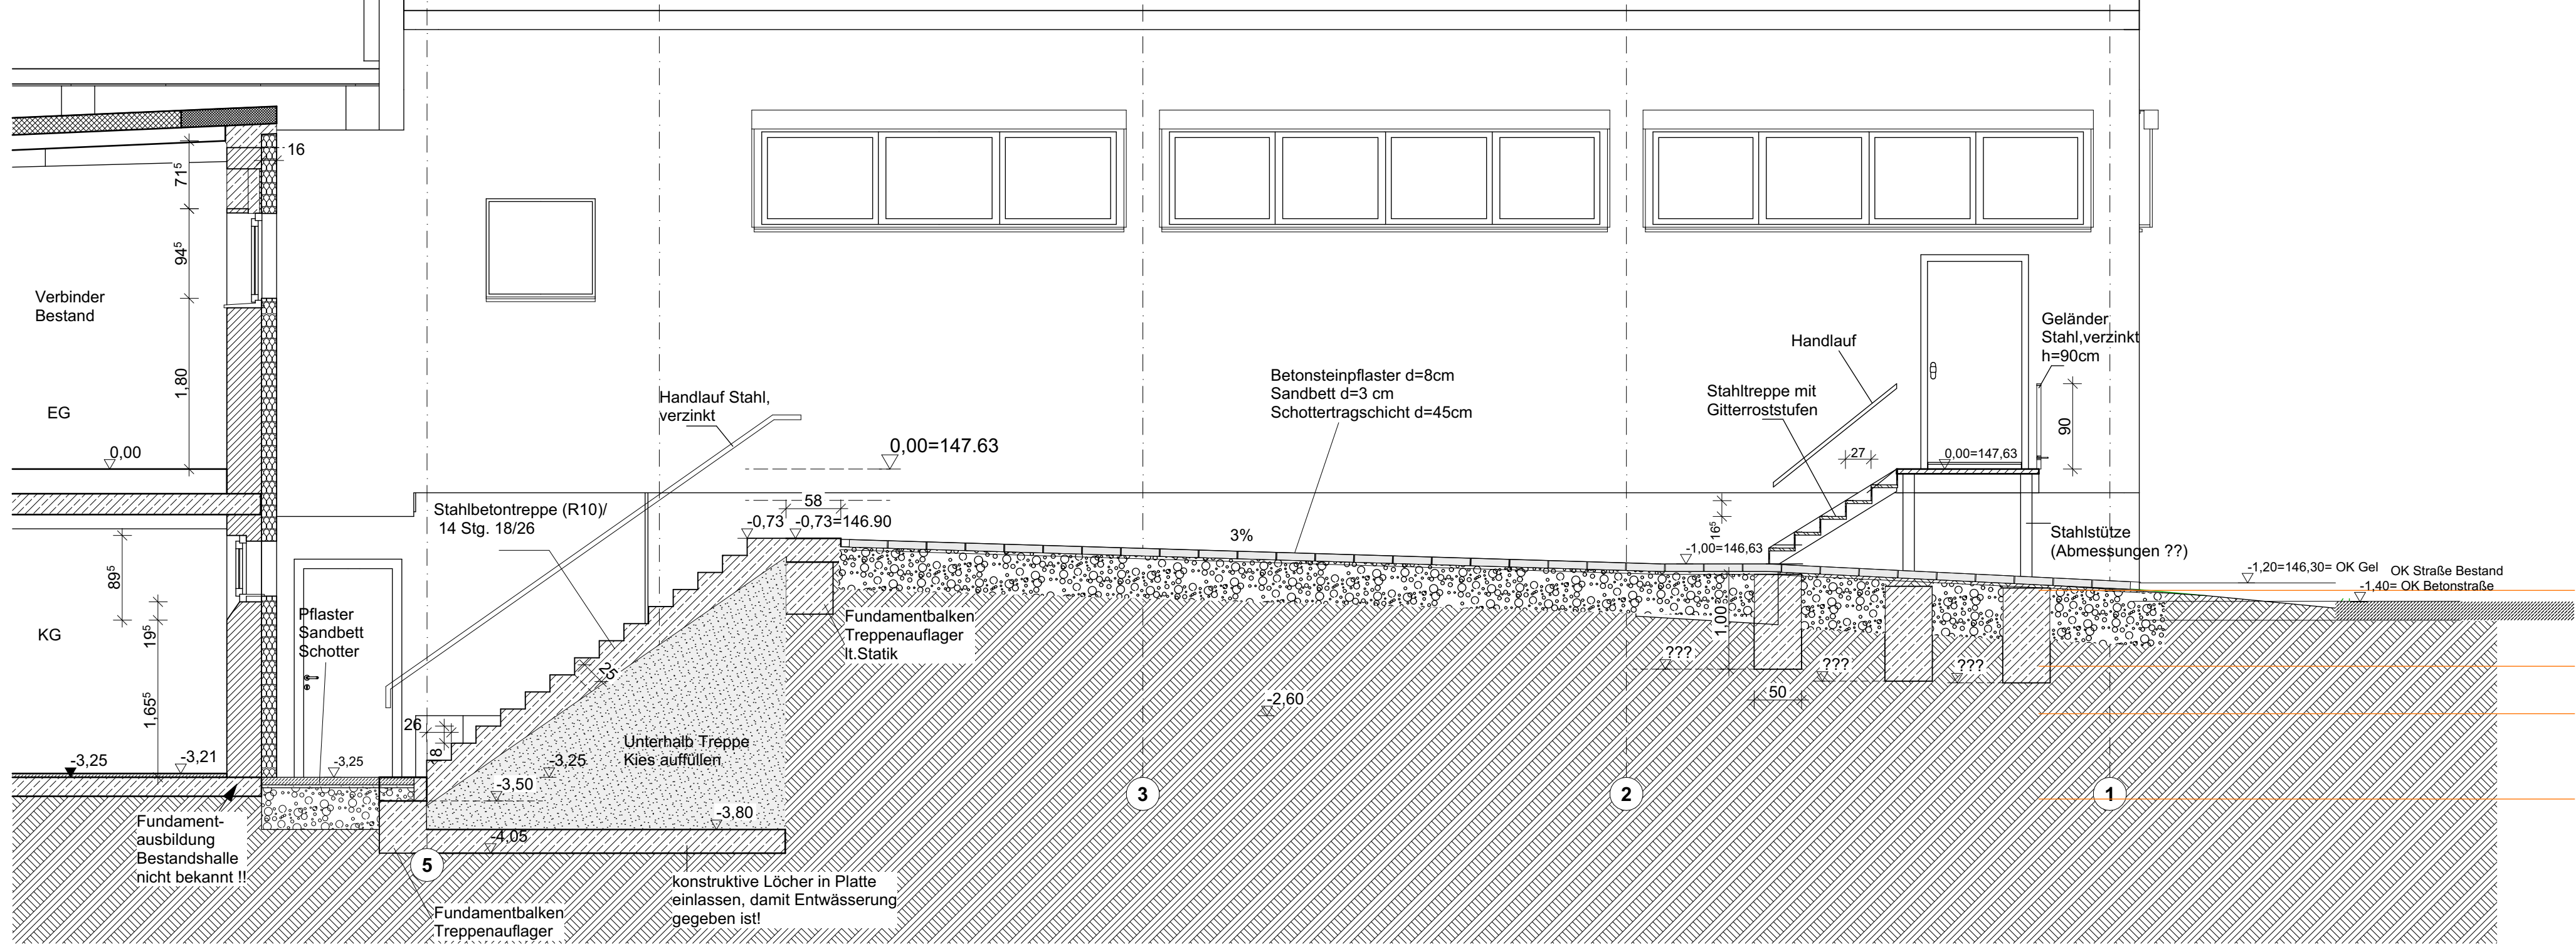 16
71⁵
94⁵
Verbinder
Bestand
1,80
EG
0,00
89⁵
KG
19⁵
1,65⁵
-3,25
-3,21
Fundament-
ausbildung
Bestandshalle
nicht bekannt !!
Pflaster
Sandbett
Schotter
-3,25
Handlauf Stahl,
verzinkt
Stahlbetontreppe (R10)/
14 Stg. 18/26
0,00=147.63
58
-0,73
-0,73=146.90
25
26
8
Fundamentbalken
Treppenauflager
lt.Statik
Unterhalb Treppe
Kies auffüllen
-3,25
-3,50
-3,80
-4,05
5
Fundamentbalken
Treppenauflager
konstruktive Löcher in Platte
einlassen, damit Entwässerung
gegeben ist!
Betonsteinpflaster d=8cm
Sandbett d=3 cm
Schottertragschicht d=45cm
3%
-2,60
3
2
1
Handlauf
Stahltreppe mit
Gitterroststufen
Geländer
Stahl,verzinkt
h=90cm
90
27
0,00=147,63
16⁵
-1,00=146,63
Stahlstütze
(Abmessungen ??)
1,00
???
???
???
50
-1,20=146,30= OK Gel
OK Straße Bestand
-1,40= OK Betonstraße